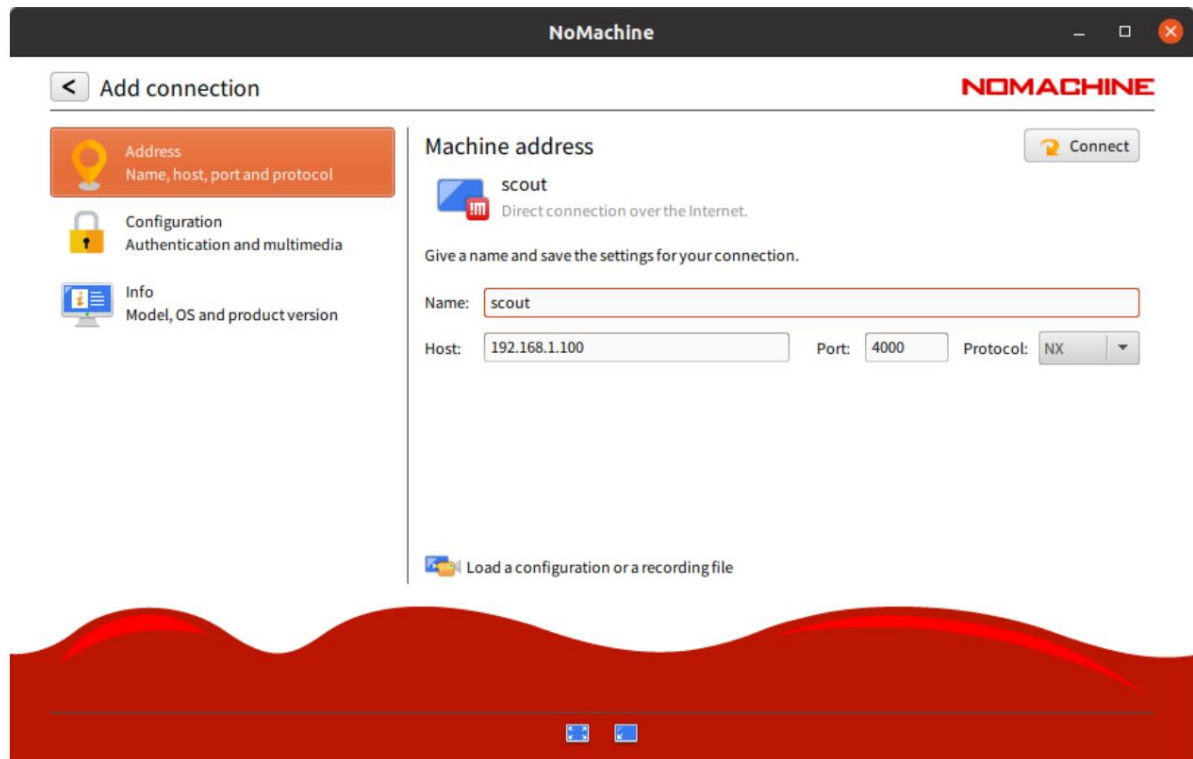 NoMachine
< Add connection
NOMACHINE
Address
Name, host, port and protocol
Configuration
Authentication and multimedia
Info
Model, OS and product version
Machine address
Connect
scout
!M
Direct connection over the Internet.
Give a name and save the settings for your connection.
Name: scout
Host: 192.168.1.100 Port: 4000 Protocol: NX
Load a configuration or a recording file